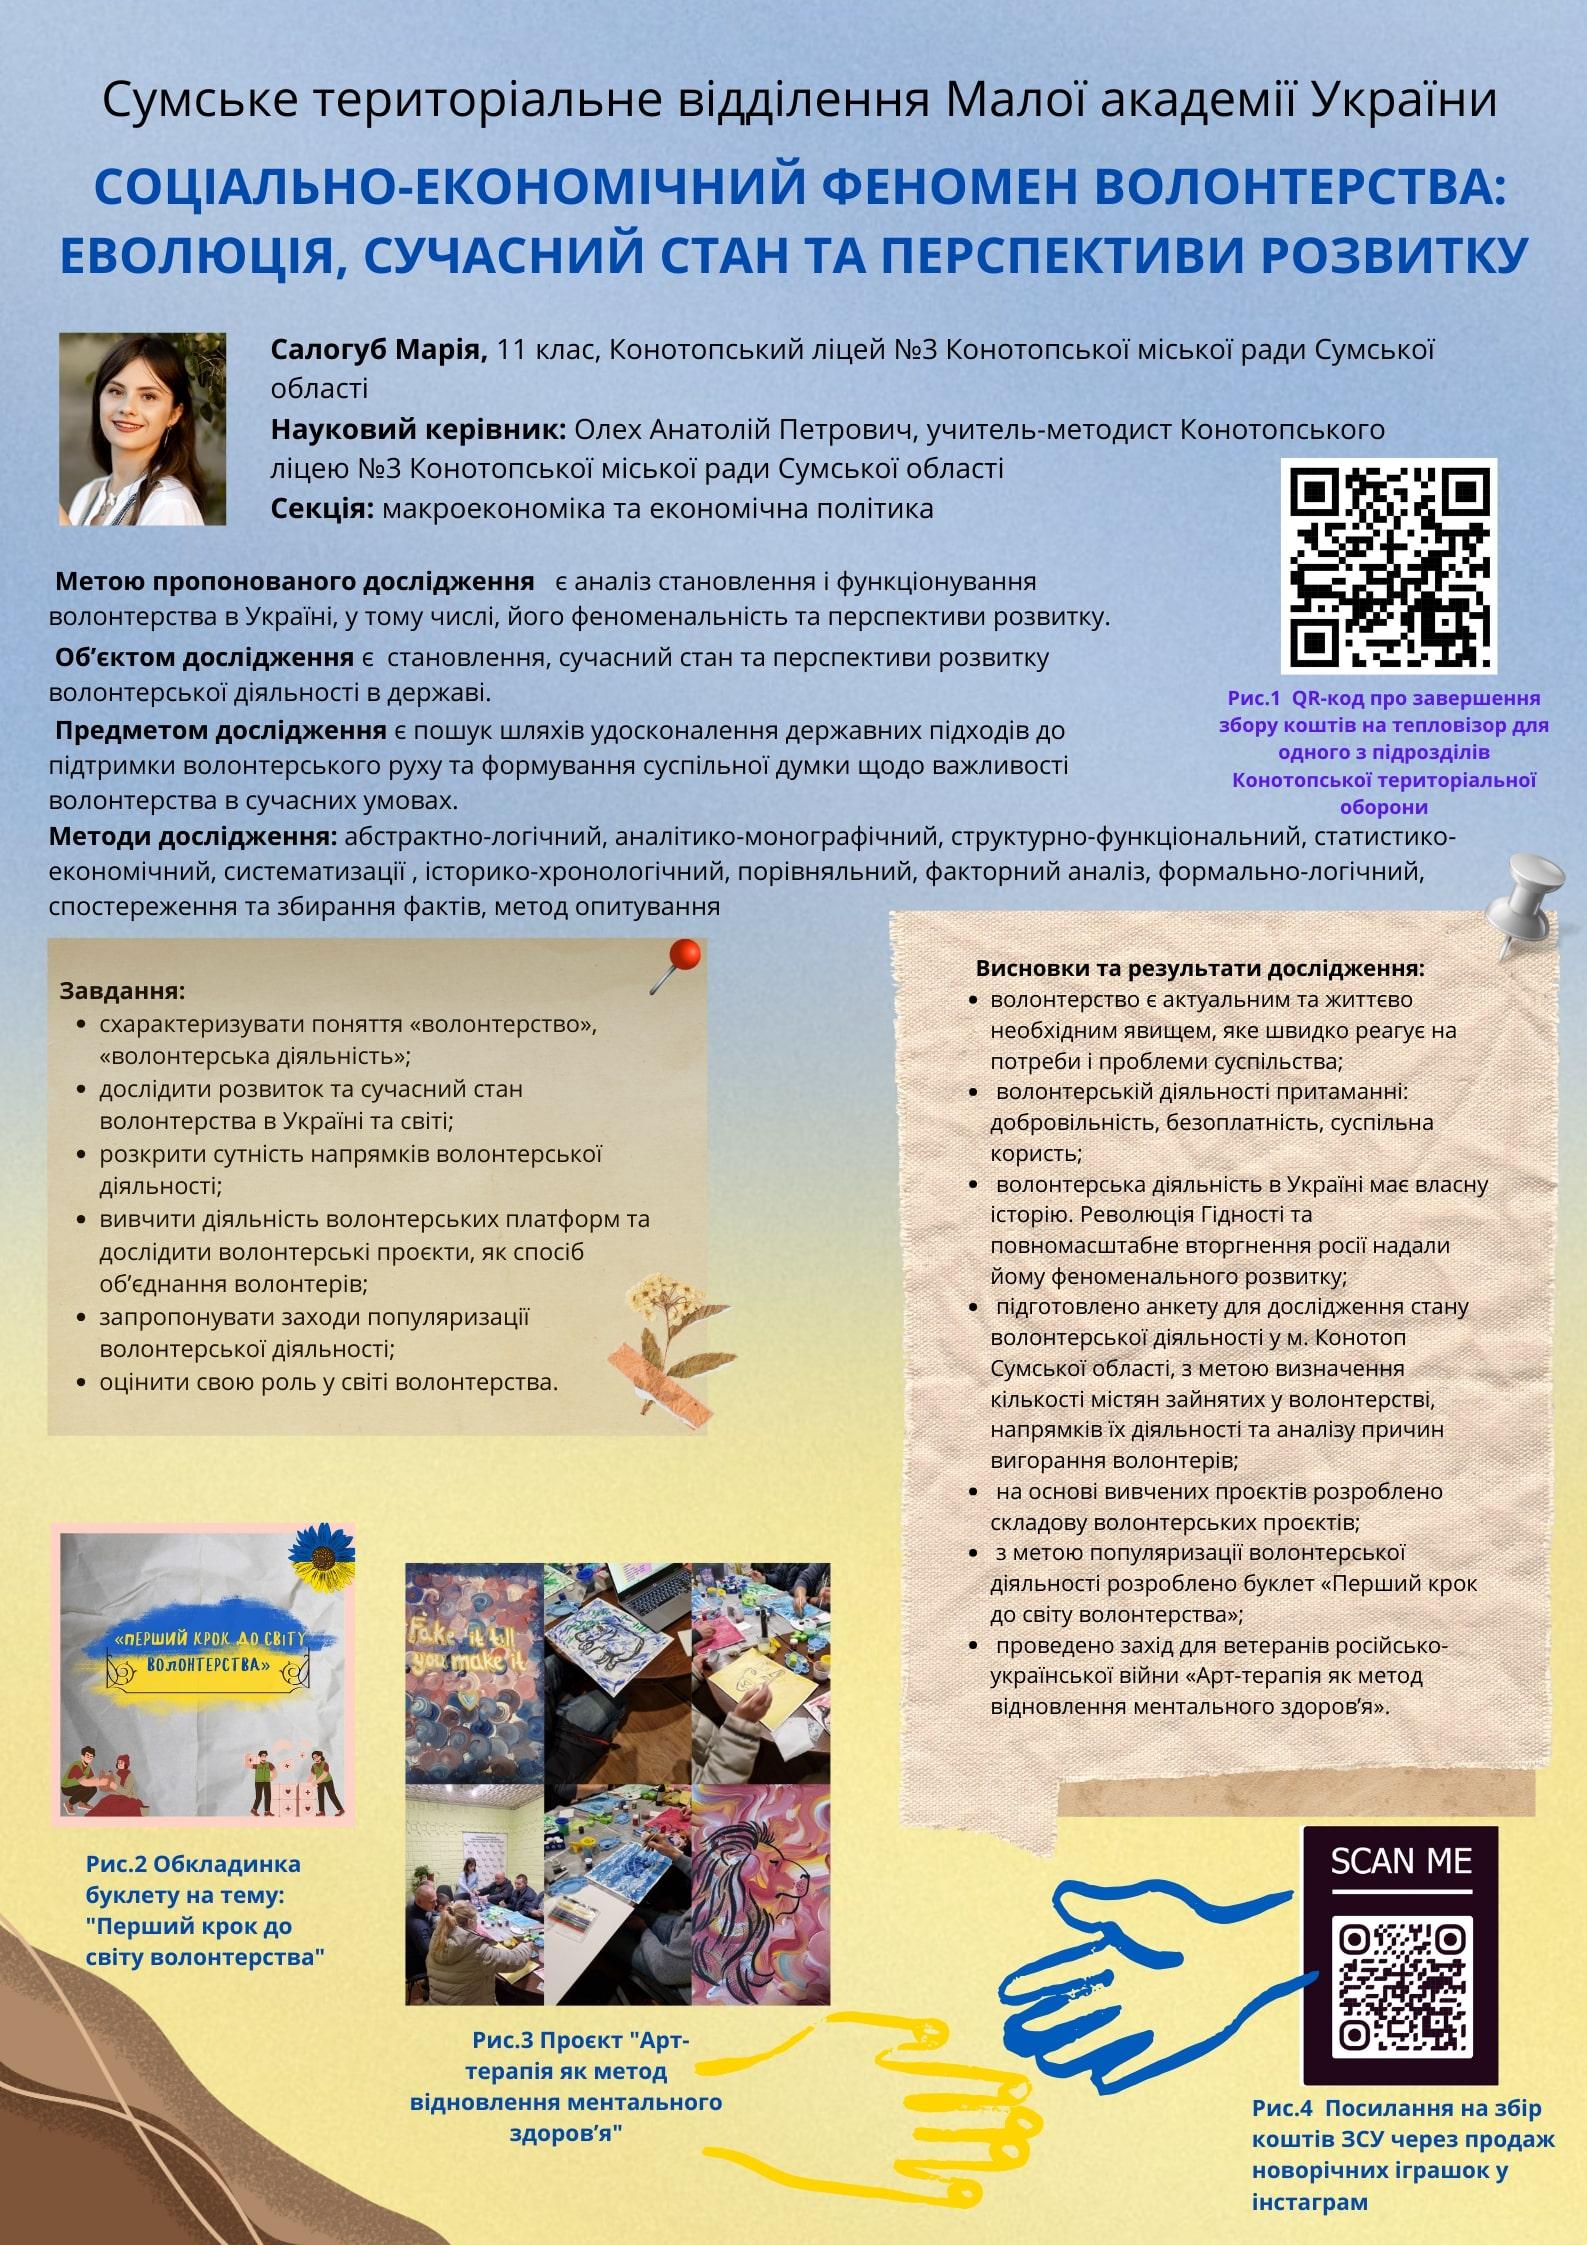 Сумське територіальне відділення Малої академії України
СОЦІАЛЬНО-ЕКОНОМІЧНИЙ ФЕНОМЕН ВОЛОНТЕРСТВА:
ЕВОЛЮЦІЯ, СУЧАСНИЙ СТАН ТА ПЕРСПЕКТИВИ РОЗВИТКУ
Салогуб Марія, 11 клас, Конотопський ліцей №3 Конотопської міської ради Сумської
області
Науковий керівник: Олех Анатолій Петрович, учитель-методист Конотопського
ліцею №3 Конотопської міської ради Сумської області
Секція: макроекономіка та економічна політика
Метою пропонованого дослідження є аналіз становлення і функціонування
волонтерства в Україні, у тому числі, його феноменальність та перспективи розвитку.
Об’єктом дослідження є становлення, сучасний стан та перспективи розвитку
волонтерської діяльності в державі.
Предметом дослідження є пошук шляхів удосконалення державних підходів до
підтримки волонтерського руху та формування суспільної думки щодо важливості
волонтерства в сучасних умовах.
Методи дослідження: абстрактно-логічний, аналітико-монографічний, структурно-функціональний, статистико-
економічний, систематизації , історико-хронологічний, порівняльний, факторний аналіз, формально-логічний,
спостереження та збирання фактів, метод опитування
Рис.1 QR-код про завершення
збору коштів на тепловізор для
одного з підрозділів
Конотопської територіальної
оборони
Завдання:
• схарактеризувати поняття «волонтерство»,
«волонтерська діяльність»;
• дослідити розвиток та сучасний стан
волонтерства в Україні та світі;
• розкрити сутність напрямків волонтерської
діяльності;
• вивчити діяльність волонтерських платформ та
дослідити волонтерські проєкти, як спосіб
об’єднання волонтерів;
• запропонувати заходи популяризації
волонтерської діяльності;
• оцінити свою роль у світі волонтерства.
Висновки та результати дослідження:
• волонтерство є актуальним та життєво
необхідним явищем, яке швидко реагує на
потреби і проблеми суспільства;
• волонтерській діяльності притаманні:
добровільність, безоплатність, суспільна
користь;
• волонтерська діяльність в Україні має власну
історію. Революція Гідності та
повномасштабне вторгнення росії надали
йому феноменального розвитку;
• підготовлено анкету для дослідження стану
волонтерської діяльності у м. Конотоп
Сумської області, з метою визначення
кількості містян зайнятих у волонтерстві,
напрямків їх діяльності та аналізу причин
вигорання волонтерів;
• на основі вивчених проєктів розроблено
складову волонтерських проєктів;
• з метою популяризації волонтерської
діяльності розроблено буклет «Перший крок
до світу волонтерства»;
• проведено захід для ветеранів російсько-
української війни «Арт-терапія як метод
відновлення ментального здоров’я».
«ПЕРШИЙ КРОК ДО СВІТУ
ВОЛОНТЕРСТВА»
Рис.2 Обкладинка
буклету на тему:
"Перший крок до
світу волонтерства"
Fake it till
you make it
Рис.3 Проєкт "Арт-
терапія як метод
відновлення ментального
здоров’я"
SCAN ME
Рис.4 Посилання на збір
коштів ЗСУ через продаж
новорічних іграшок у
інстаграм